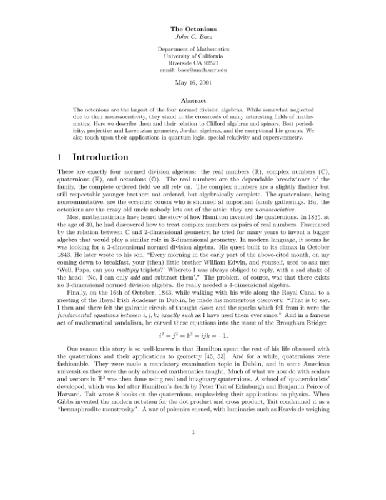 The Octonions
John C. Baez
Department of Mathematics
University of California
Riverside CA 92521
email: baez@math.ucr.edu
May 16, 2001
Abstract
The octonions are the largest of the four normed division algebras. While somewhat neglected
due to their nonassociativity, they stand at the crossroads of many interesting fields of mathe-
matics. Here we describe them and their relation to Clifford algebras and spinors, Bott period-
icity, projective and Lorentzian geometry, Jordan algebras, and the exceptional Lie groups. We
also touch upon their applications in quantum logic, special relativity and supersymmetry.
1 Introduction
There are exactly four normed division algebras: the real numbers (ℝ), complex numbers (ℂ),
quaternions (ℍ), and octonions (𝕆). The real numbers are the dependable breadwinner of the
family, the complete ordered field we all rely on. The complex numbers are a slightly flashier but
still respectable younger brother: not ordered, but algebraically complete. The quaternions, being
noncommutative, are the eccentric cousin who is shunned at important family gatherings. But the
octonions are the crazy old uncle nobody lets out of the attic: they are nonassociative.
Most mathematicians have heard the story of how Hamilton invented the quaternions. In 1835, at
the age of 30, he had discovered how to treat complex numbers as pairs of real numbers. Fascinated
by the relation between ℂ and 2-dimensional geometry, he tried for many years to invent a bigger
algebra that would play a similar role in 3-dimensional geometry. In modern language, it seems he
was looking for a 3-dimensional normed division algebra. His quest built to its climax in October
1843. He later wrote to his son, "Every morning in the early part of the above-cited month, on my
coming down to breakfast, your (then) little brother William Edwin, and yourself, used to ask me:
'Well, Papa, can you multiply triplets?' Whereto I was always obliged to reply, with a sad shake of
the head: 'No, I can only add and subtract them'." The problem, of course, was that there exists
no 3-dimensional normed division algebra. He really needed a 4-dimensional algebra.
Finally, on the 16th of October, 1843, while walking with his wife along the Royal Canal to a
meeting of the Royal Irish Academy in Dublin, he made his momentous discovery. "That is to say,
I then and there felt the galvanic circuit of thought close; and the sparks which fell from it were the
fundamental equations between i, j, k; exactly such as I have used them ever since." And in a famous
act of mathematical vandalism, he carved these equations into the stone of the Brougham Bridge:
i² = j² = k² = ijk = −1.
One reason this story is so well-known is that Hamilton spent the rest of his life obsessed with
the quaternions and their applications to geometry And for a while, quaternions were
fashionable. They were made a mandatory examination topic in Dublin, and in some American
universities they were the only advanced mathematics taught. Much of what we now do with scalars
and vectors in ℝ³ was then done using real and imaginary quaternions. A school of 'quaternionists'
developed, which was led after Hamilton's death by Peter Tait of Edinburgh and Benjamin Peirce of
Harvard. Tait wrote 8 books on the quaternions, emphasizing their applications to physics. When
Gibbs invented the modern notation for the dot product and cross product, Tait condemned it as a
"hermaphrodite monstrosity". A war of polemics ensued, with luminaries such as Heaviside weighing
1